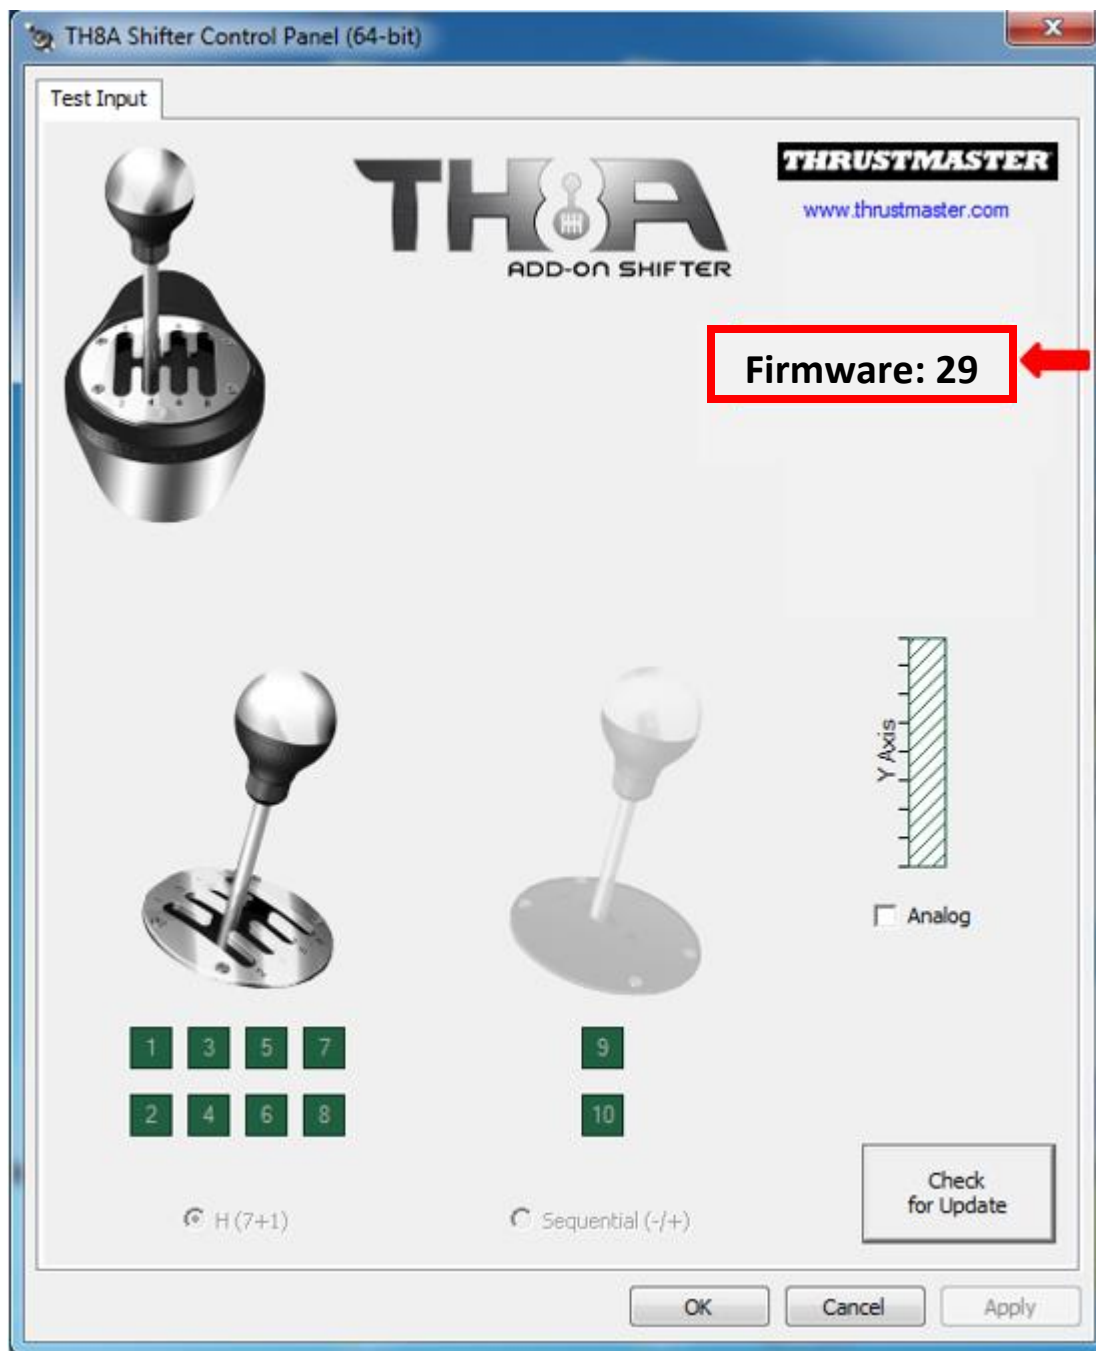 TH8A Shifter Control Panel (64-bit)
Test Input
THRUSTMASTER
www.thrustmaster.com
TH8A
ADD-ON SHIFTER
Firmware: 29
Y Axis
Analog
1 3 5 7
2 4 6 8
9
10
H (7+1)
Sequential (-/+)
Check
for Update
OK
Cancel
Apply